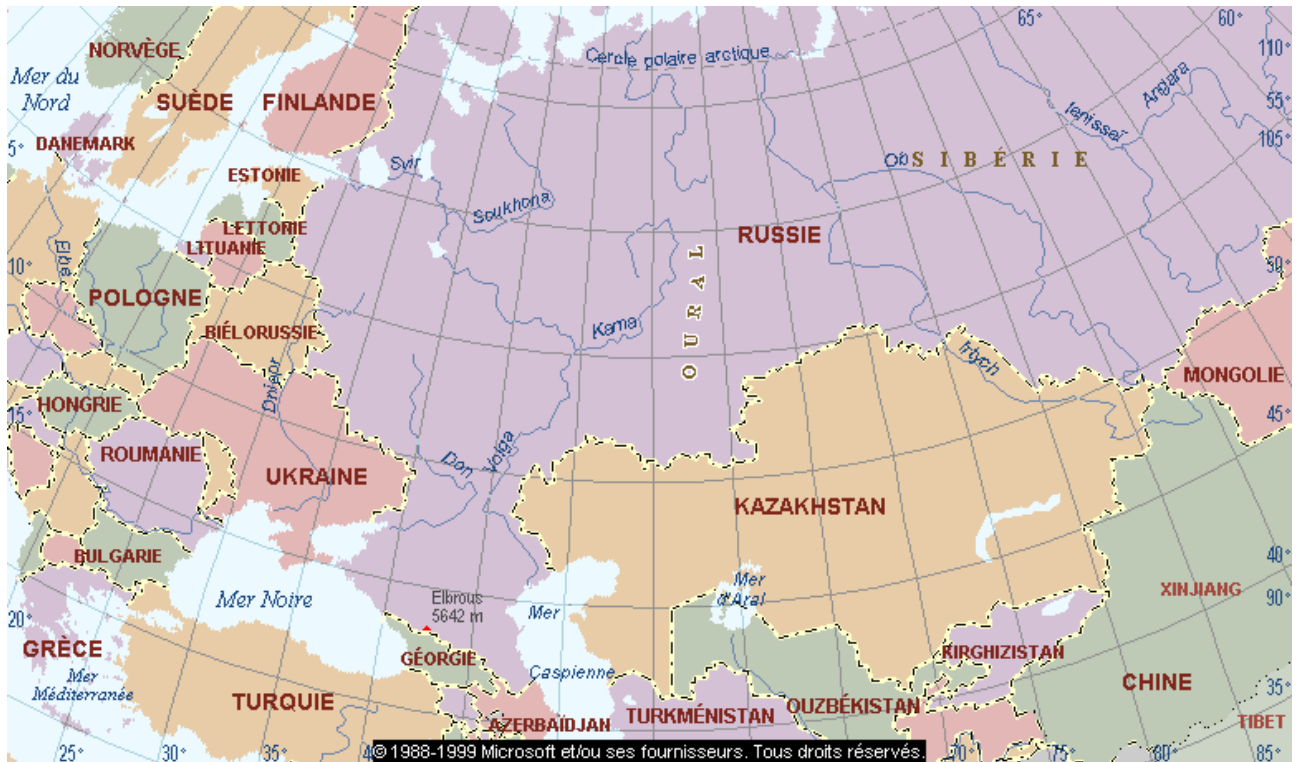 65°
60°
NORVÈGE
110°
Cercle polaire arctique
Mer du
Nord
Angara
SUÈDE
FINLANDE
55°
Ienisseï
105°
DANEMARK
5°
Svir
Ob
SIBÉRIE
ESTONIE
Soukhona
LETTONIE
RUSSIE
LITUANIE
Elbe
OURAL
10°
50°
POLOGNE
BIÉLORUSSIE
Kama
Irtych
MONGOLIE
Dniepr
HONGRIE
15°
45°
ROUMANIE
Don
Volga
UKRAINE
KAZAKHSTAN
BULGARIE
40°
Mer
d'Aral
XINJIANG
90°
Mer Noire
Elbrous
5642 m
Mer
Caspienne
20°
GRÈCE
GÉORGIE
KIRGHIZISTAN
Mer
Méditerranée
CHINE
35°
TURQUIE
OUZBÉKISTAN
TURKMÉNISTAN
AZERBAÏDJAN
TIBET
25°
30°
35°
© 1988-1999 Microsoft et/ou ses fournisseurs. Tous droits réservés.
70°
75°
80°
85°